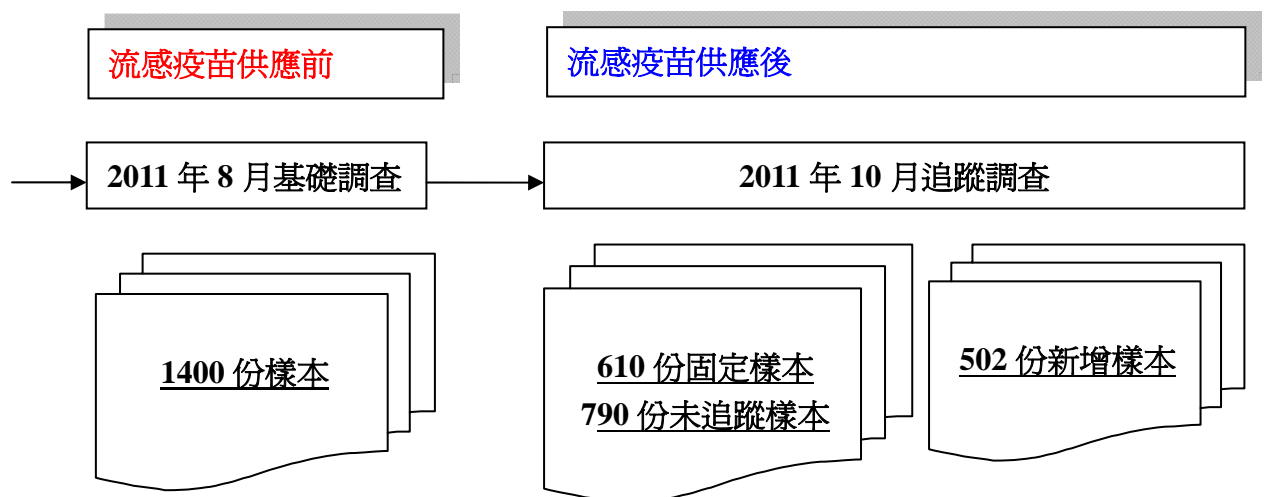 流感疫苗供應前
流感疫苗供應後
2011 年 8 月基礎調查
2011 年 10 月追蹤調查
1400 份樣本
610 份固定樣本
790 份未追蹤樣本
502 份新增樣本